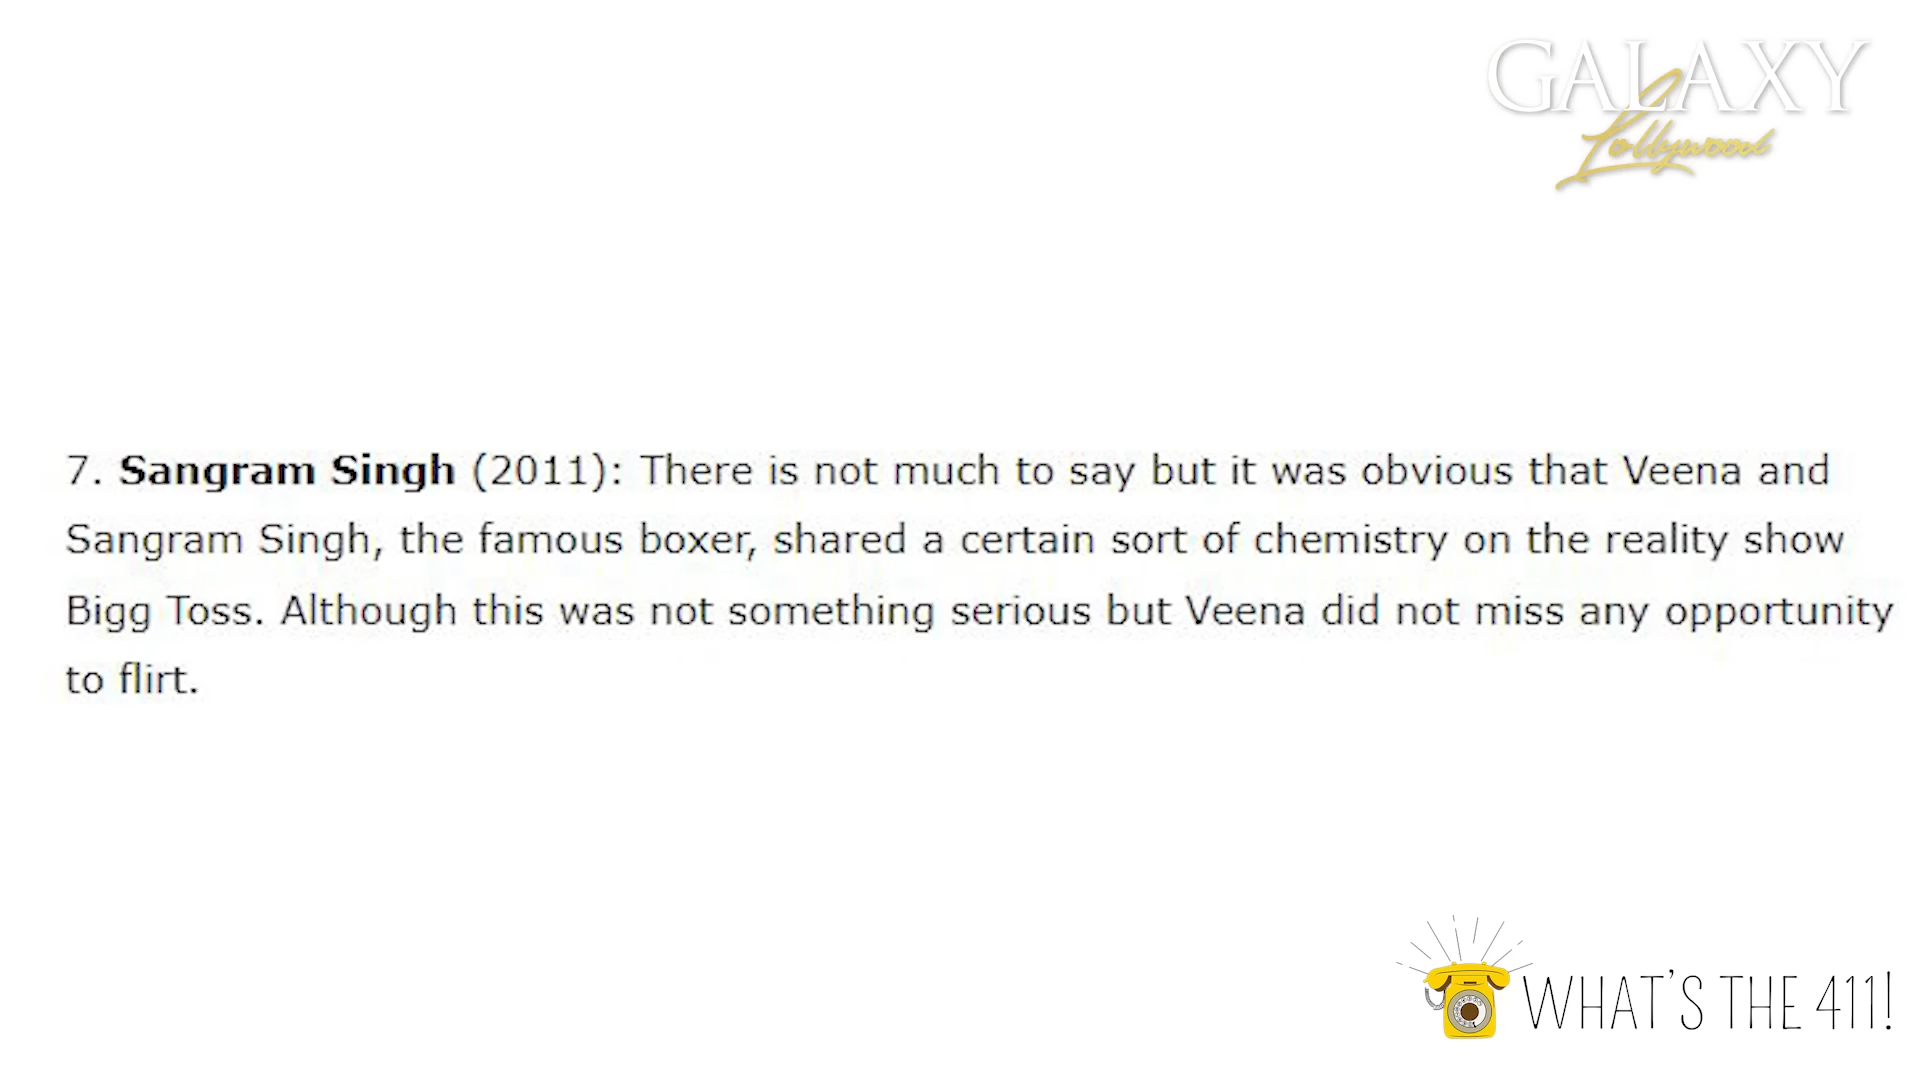 GALAXY
Lollywood
7. Sangram Singh (2011): There is not much to say but it was obvious that Veena and
Sangram Singh, the famous boxer, shared a certain sort of chemistry on the reality show
Bigg Toss. Although this was not something serious but Veena did not miss any opportunity
to flirt.
WHAT'S THE 411!